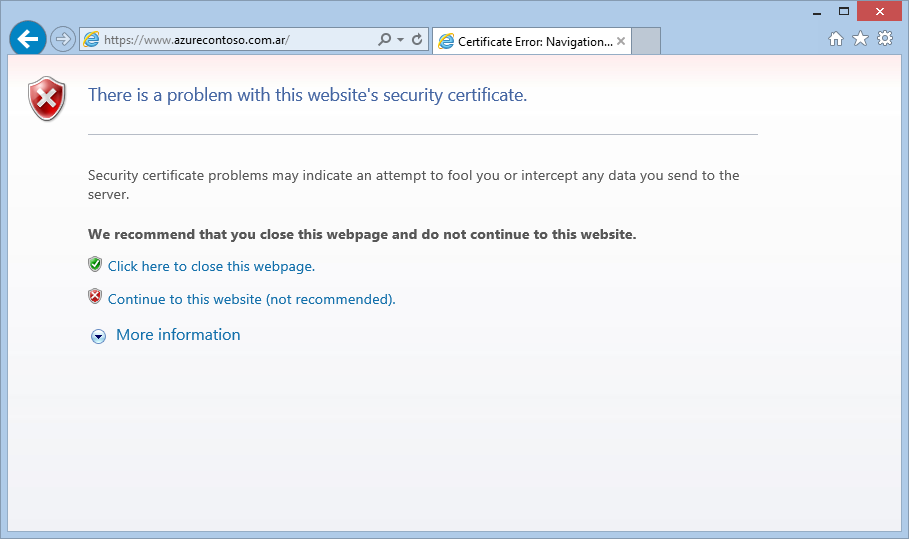 https://www.azurecontoso.com.ar/
Certificate Error: Navigation...
There is a problem with this website's security certificate.
Security certificate problems may indicate an attempt to fool you or intercept any data you send to the
server.
We recommend that you close this webpage and do not continue to this website.
Click here to close this webpage.
Continue to this website (not recommended).
More information